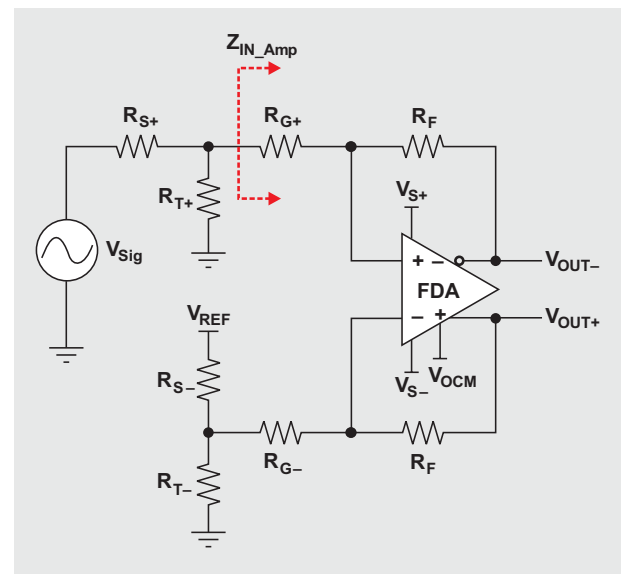 Z_IN_Amp
R_S+
R_G+
R_F
R_T+
V_Sig
V_S+
+ –
FDA
– +
V_OUT–
V_OUT+
V_REF
V_S–
V_OCM
R_S–
R_G–
R_F
R_T–